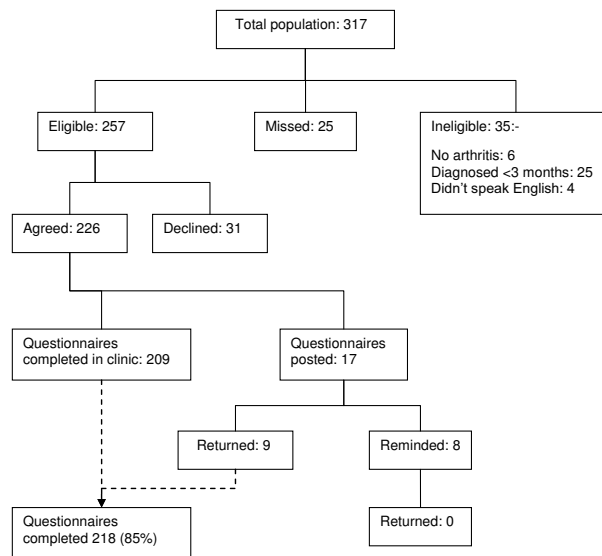 Total population: 317
Eligible: 257
Missed: 25
Ineligible: 35:-
No arthritis: 6
Diagnosed <3 months: 25
Didn't speak English: 4
Agreed: 226
Declined: 31
Questionnaires
completed in clinic: 209
Questionnaires
posted: 17
Returned: 9
Reminded: 8
Questionnaires
completed 218 (85%)
Returned: 0